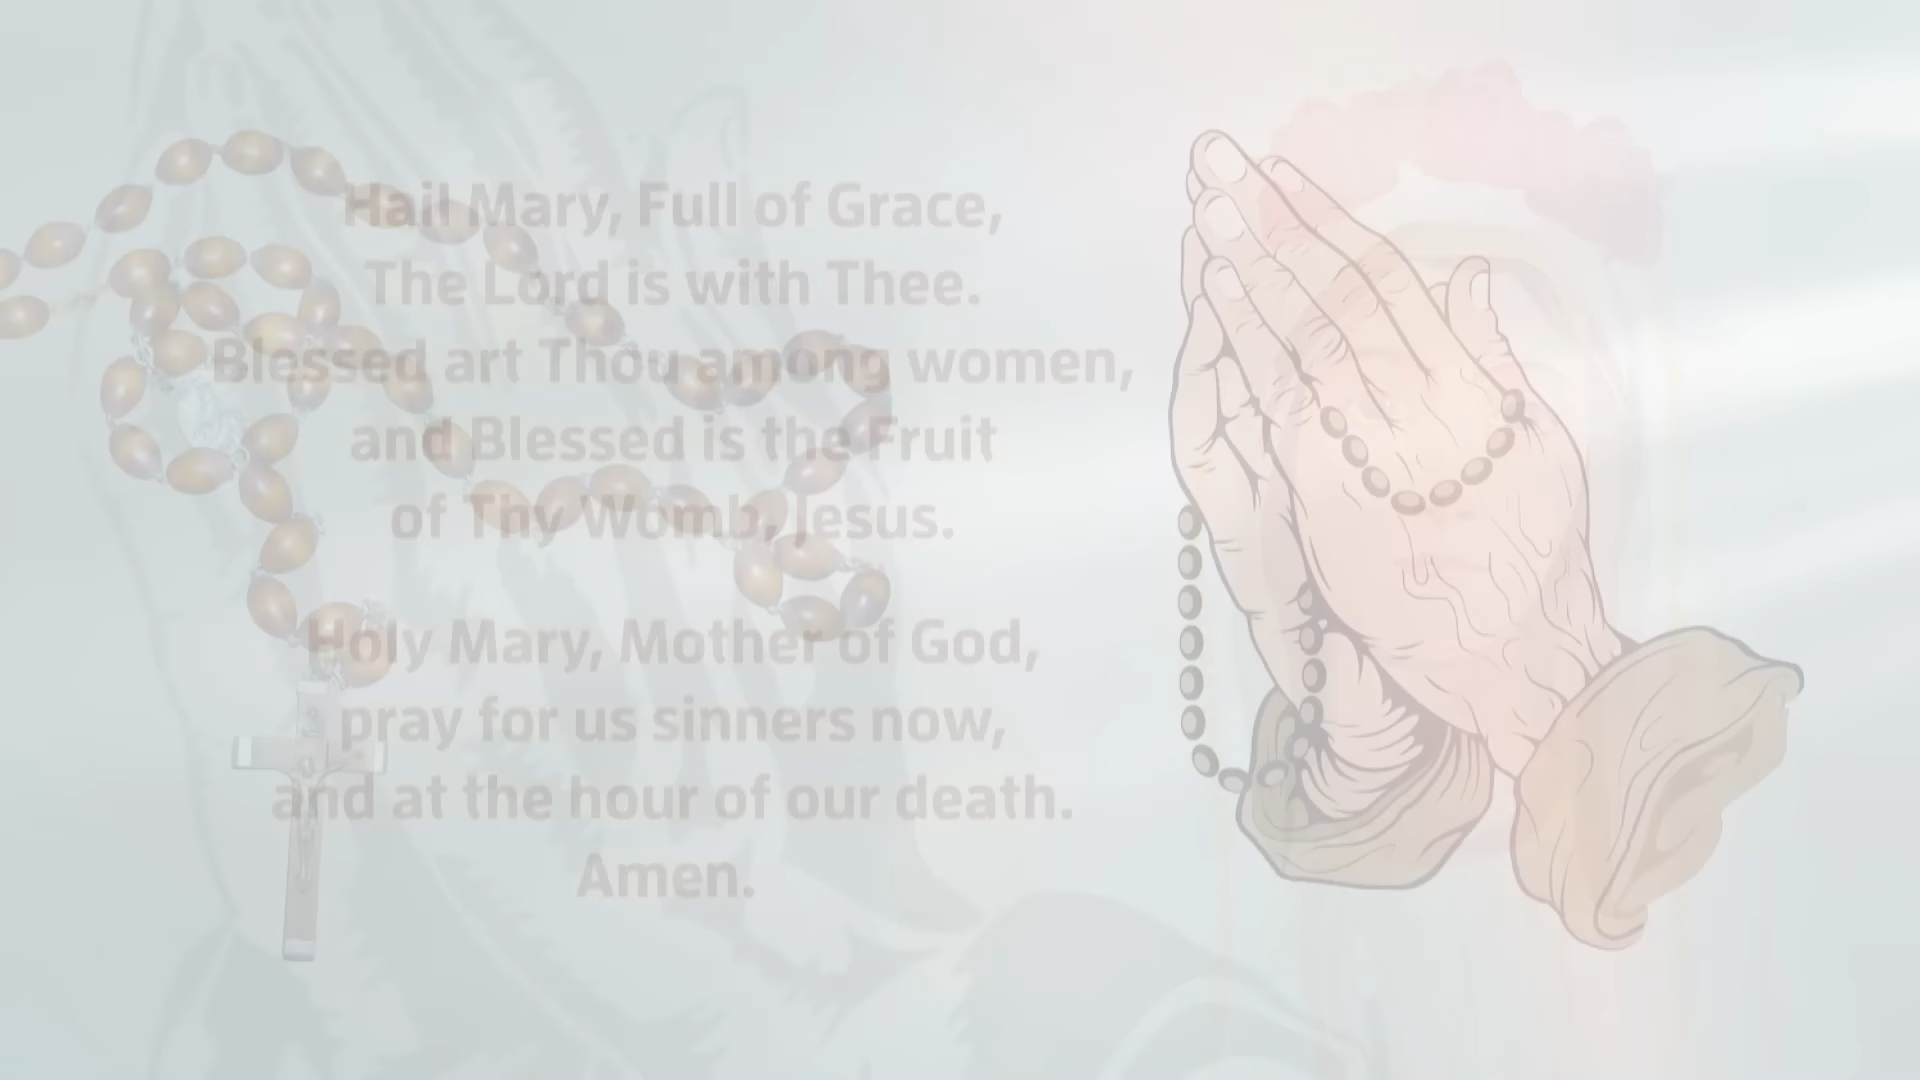 Hail Mary, Full of Grace,
The Lord is with Thee.
Blessed art Thou among women,
and Blessed is the Fruit
of Thy Womb, Jesus.
Holy Mary, Mother of God,
pray for us sinners now,
and at the hour of our death.
Amen.